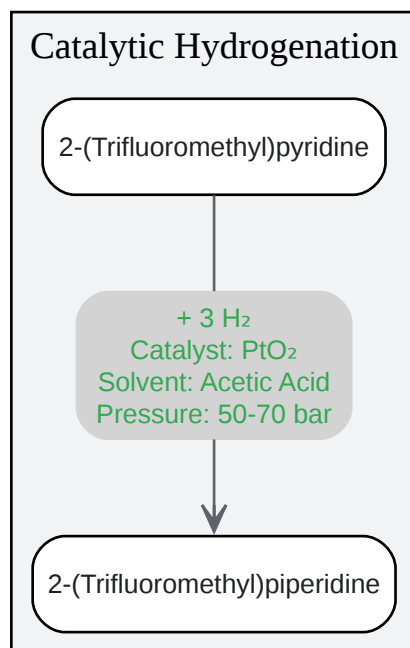 Catalytic Hydrogenation
2-(Trifluoromethyl)pyridine
+ 3 H₂
Catalyst: PtO₂
Solvent: Acetic Acid
Pressure: 50-70 bar
2-(Trifluoromethyl)piperidine